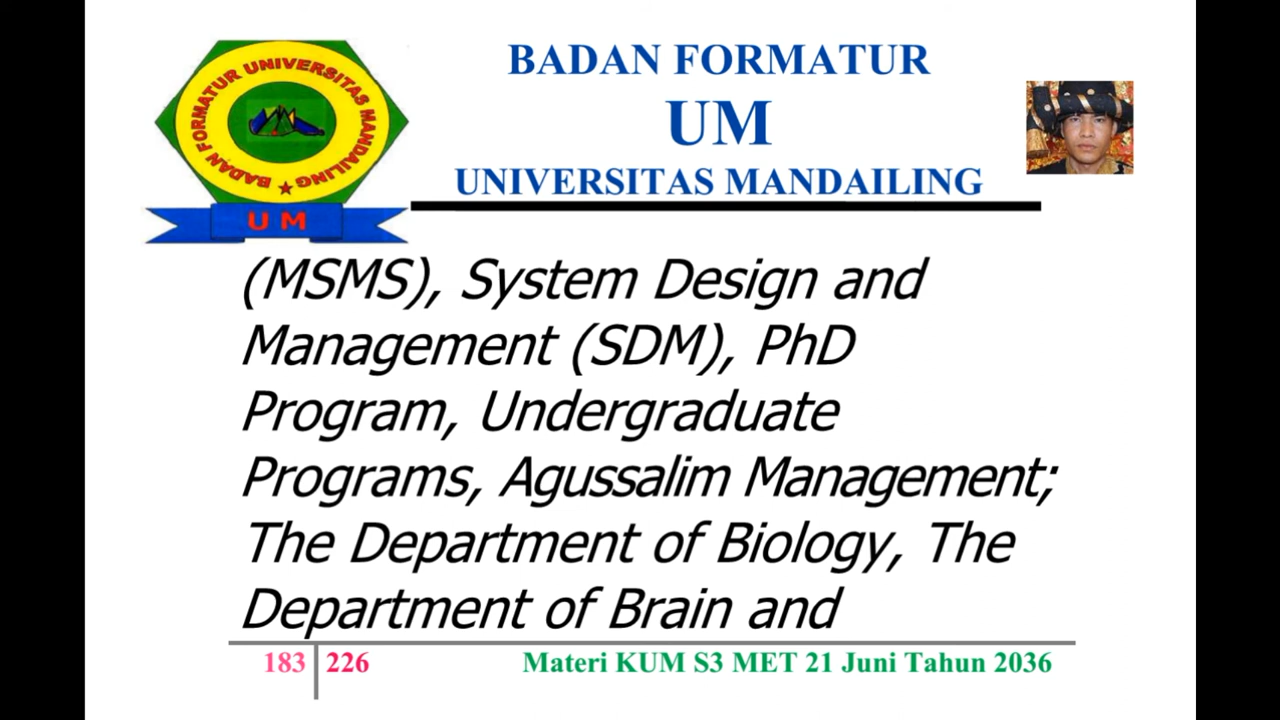 BADAN FORMATUR UNIVERSITAS MANDAILING
UM
BADAN FORMATUR
UM
UNIVERSITAS MANDAILING
(MSMS), System Design and
Management (SDM), PhD
Program, Undergraduate
Programs, Agussalim Management;
The Department of Biology, The
Department of Brain and
183 226 Materi KUM S3 MET 21 Juni Tahun 2036